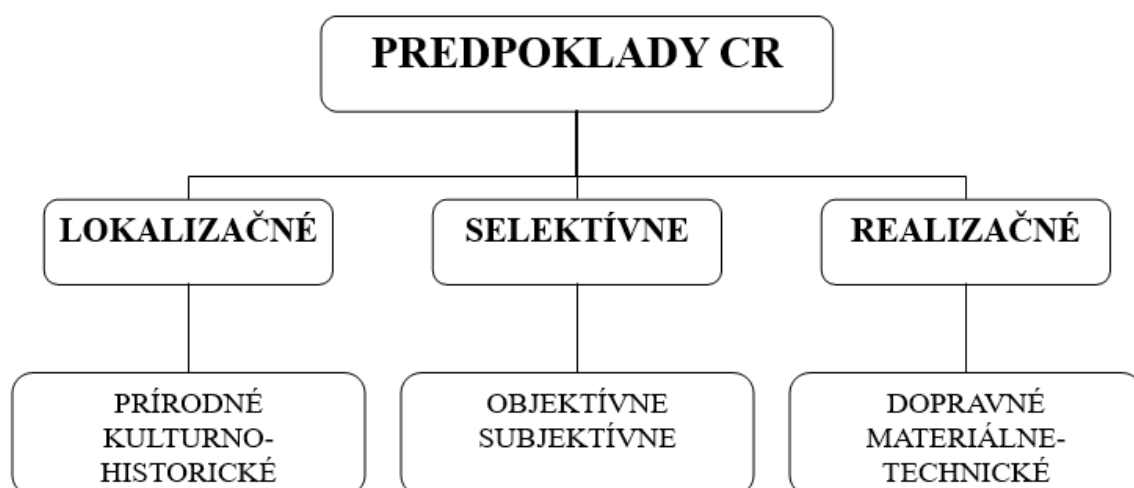 PREDPOKLADY CR
LOKALIZAČNÉ
SELEKTÍVNE
REALIZAČNÉ
PRÍRODNÉ
KULTURNO-
HISTORICKÉ
OBJEKTÍVNE
SUBJEKTÍVNE
DOPRAVNÉ
MATERIÁLNE-
TECHNICKÉ